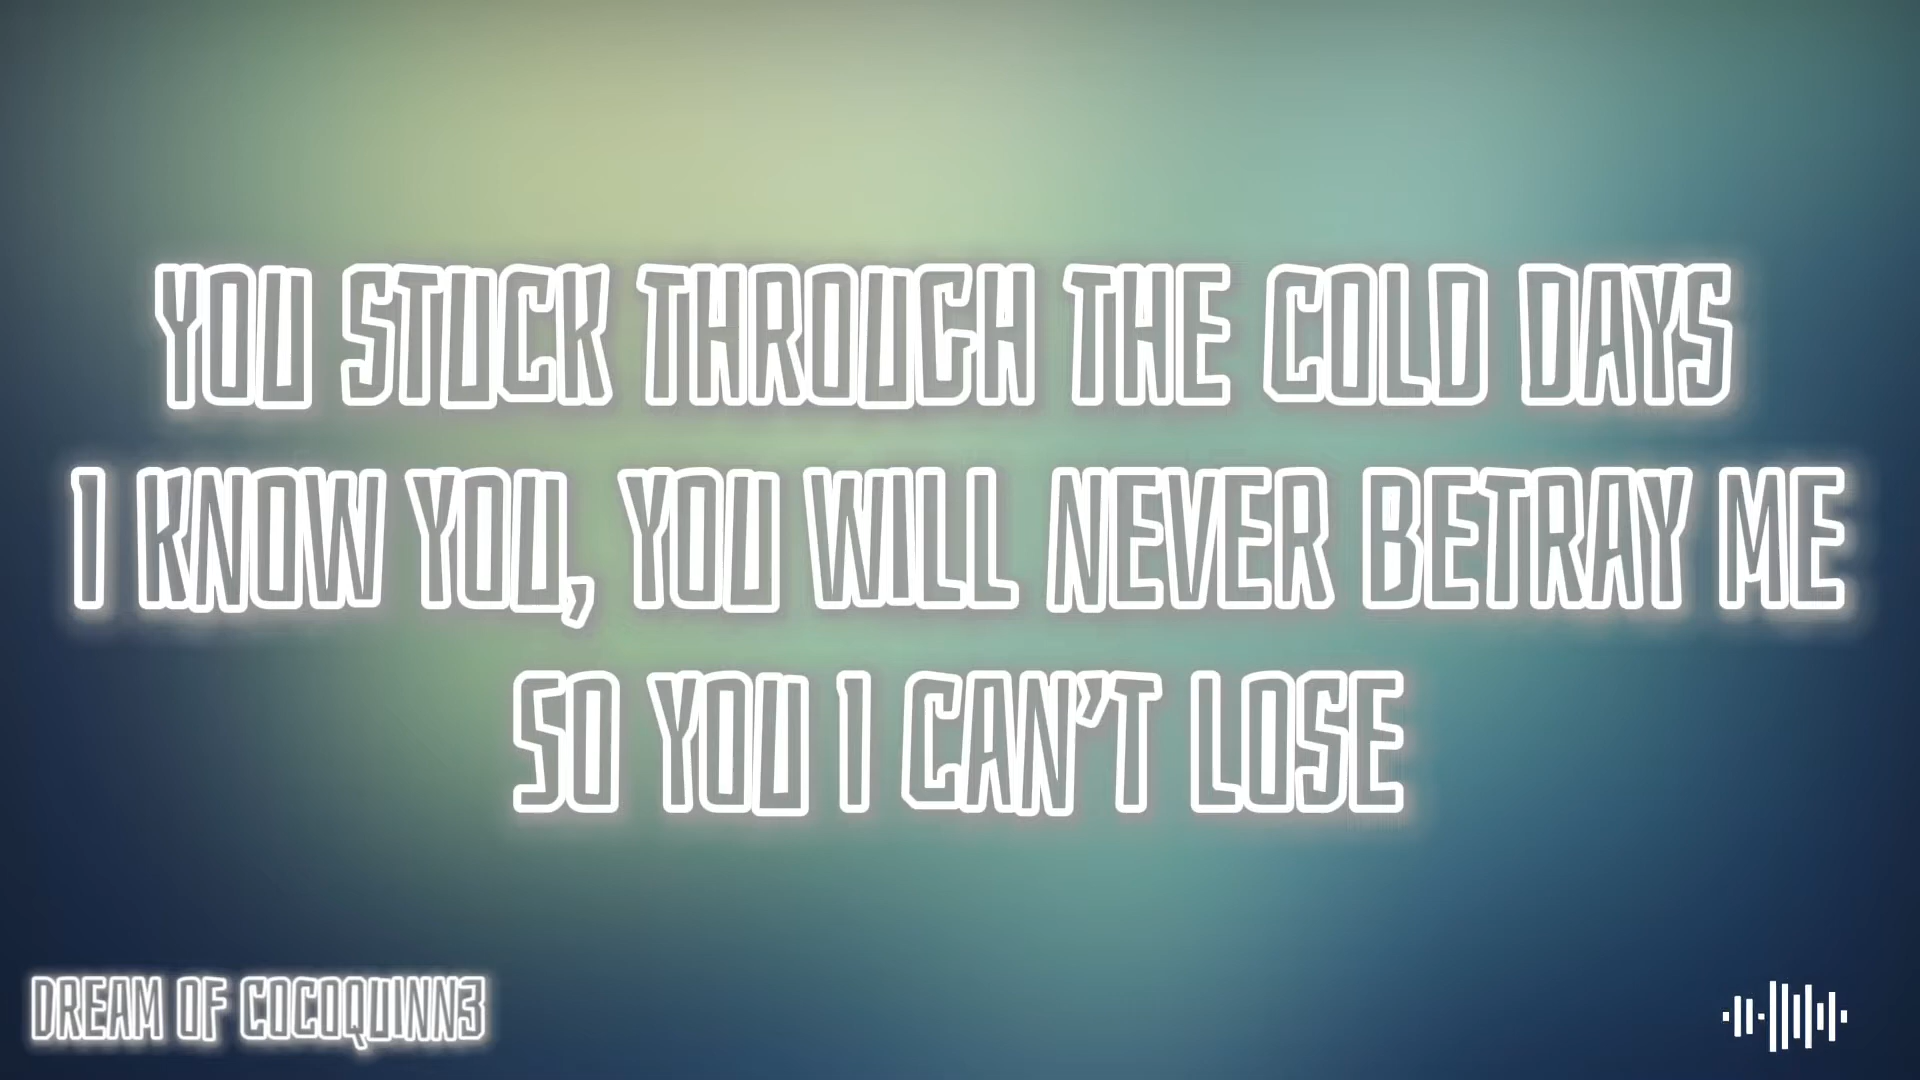 YOU STUCK THROUGH THE COLD DAYS
I KNOW YOU, YOU WILL NEVER BETRAY ME
SO YOU I CAN'T LOSE
DREAM OF COCOQUINN3